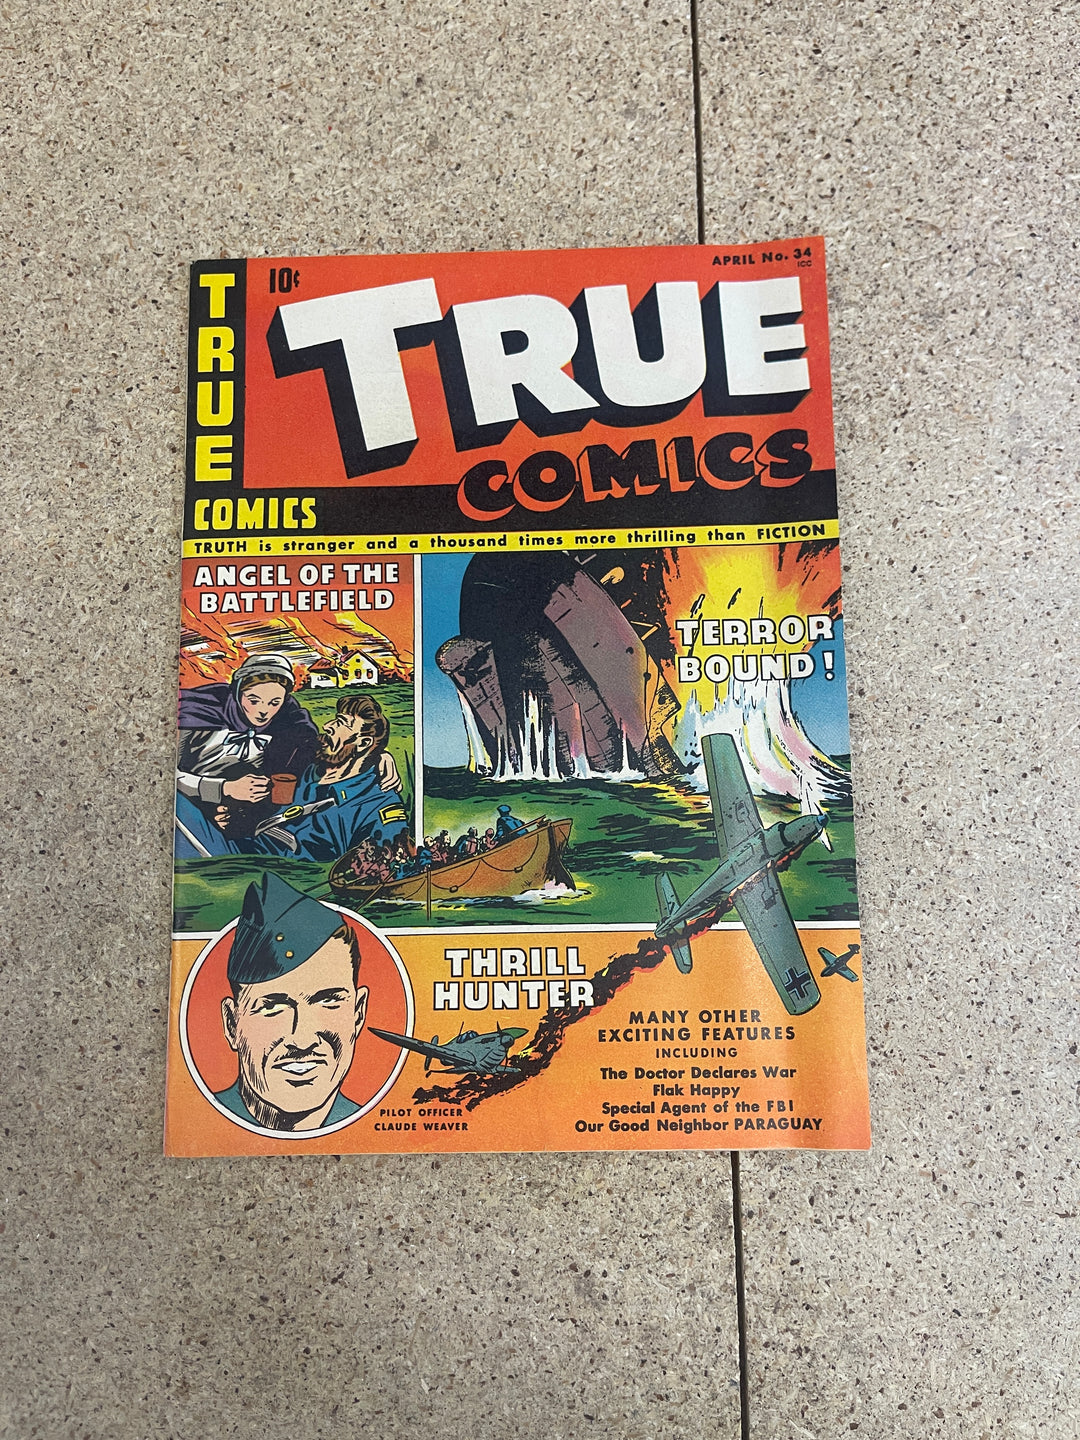 TRUE
COMICS
10¢
APRIL No. 34
ICC
TRUE
COMICS
TRUTH is stranger and a thousand times more thrilling than FICTION
ANGEL OF THE
BATTLEFIELD
TERROR
BOUND!
THRILL
HUNTER
PILOT OFFICER
CLAUDE WEAVER
MANY OTHER
EXCITING FEATURES
INCLUDING
The Doctor Declares War
Flak Happy
Special Agent of the FBI
Our Good Neighbor PARAGUAY